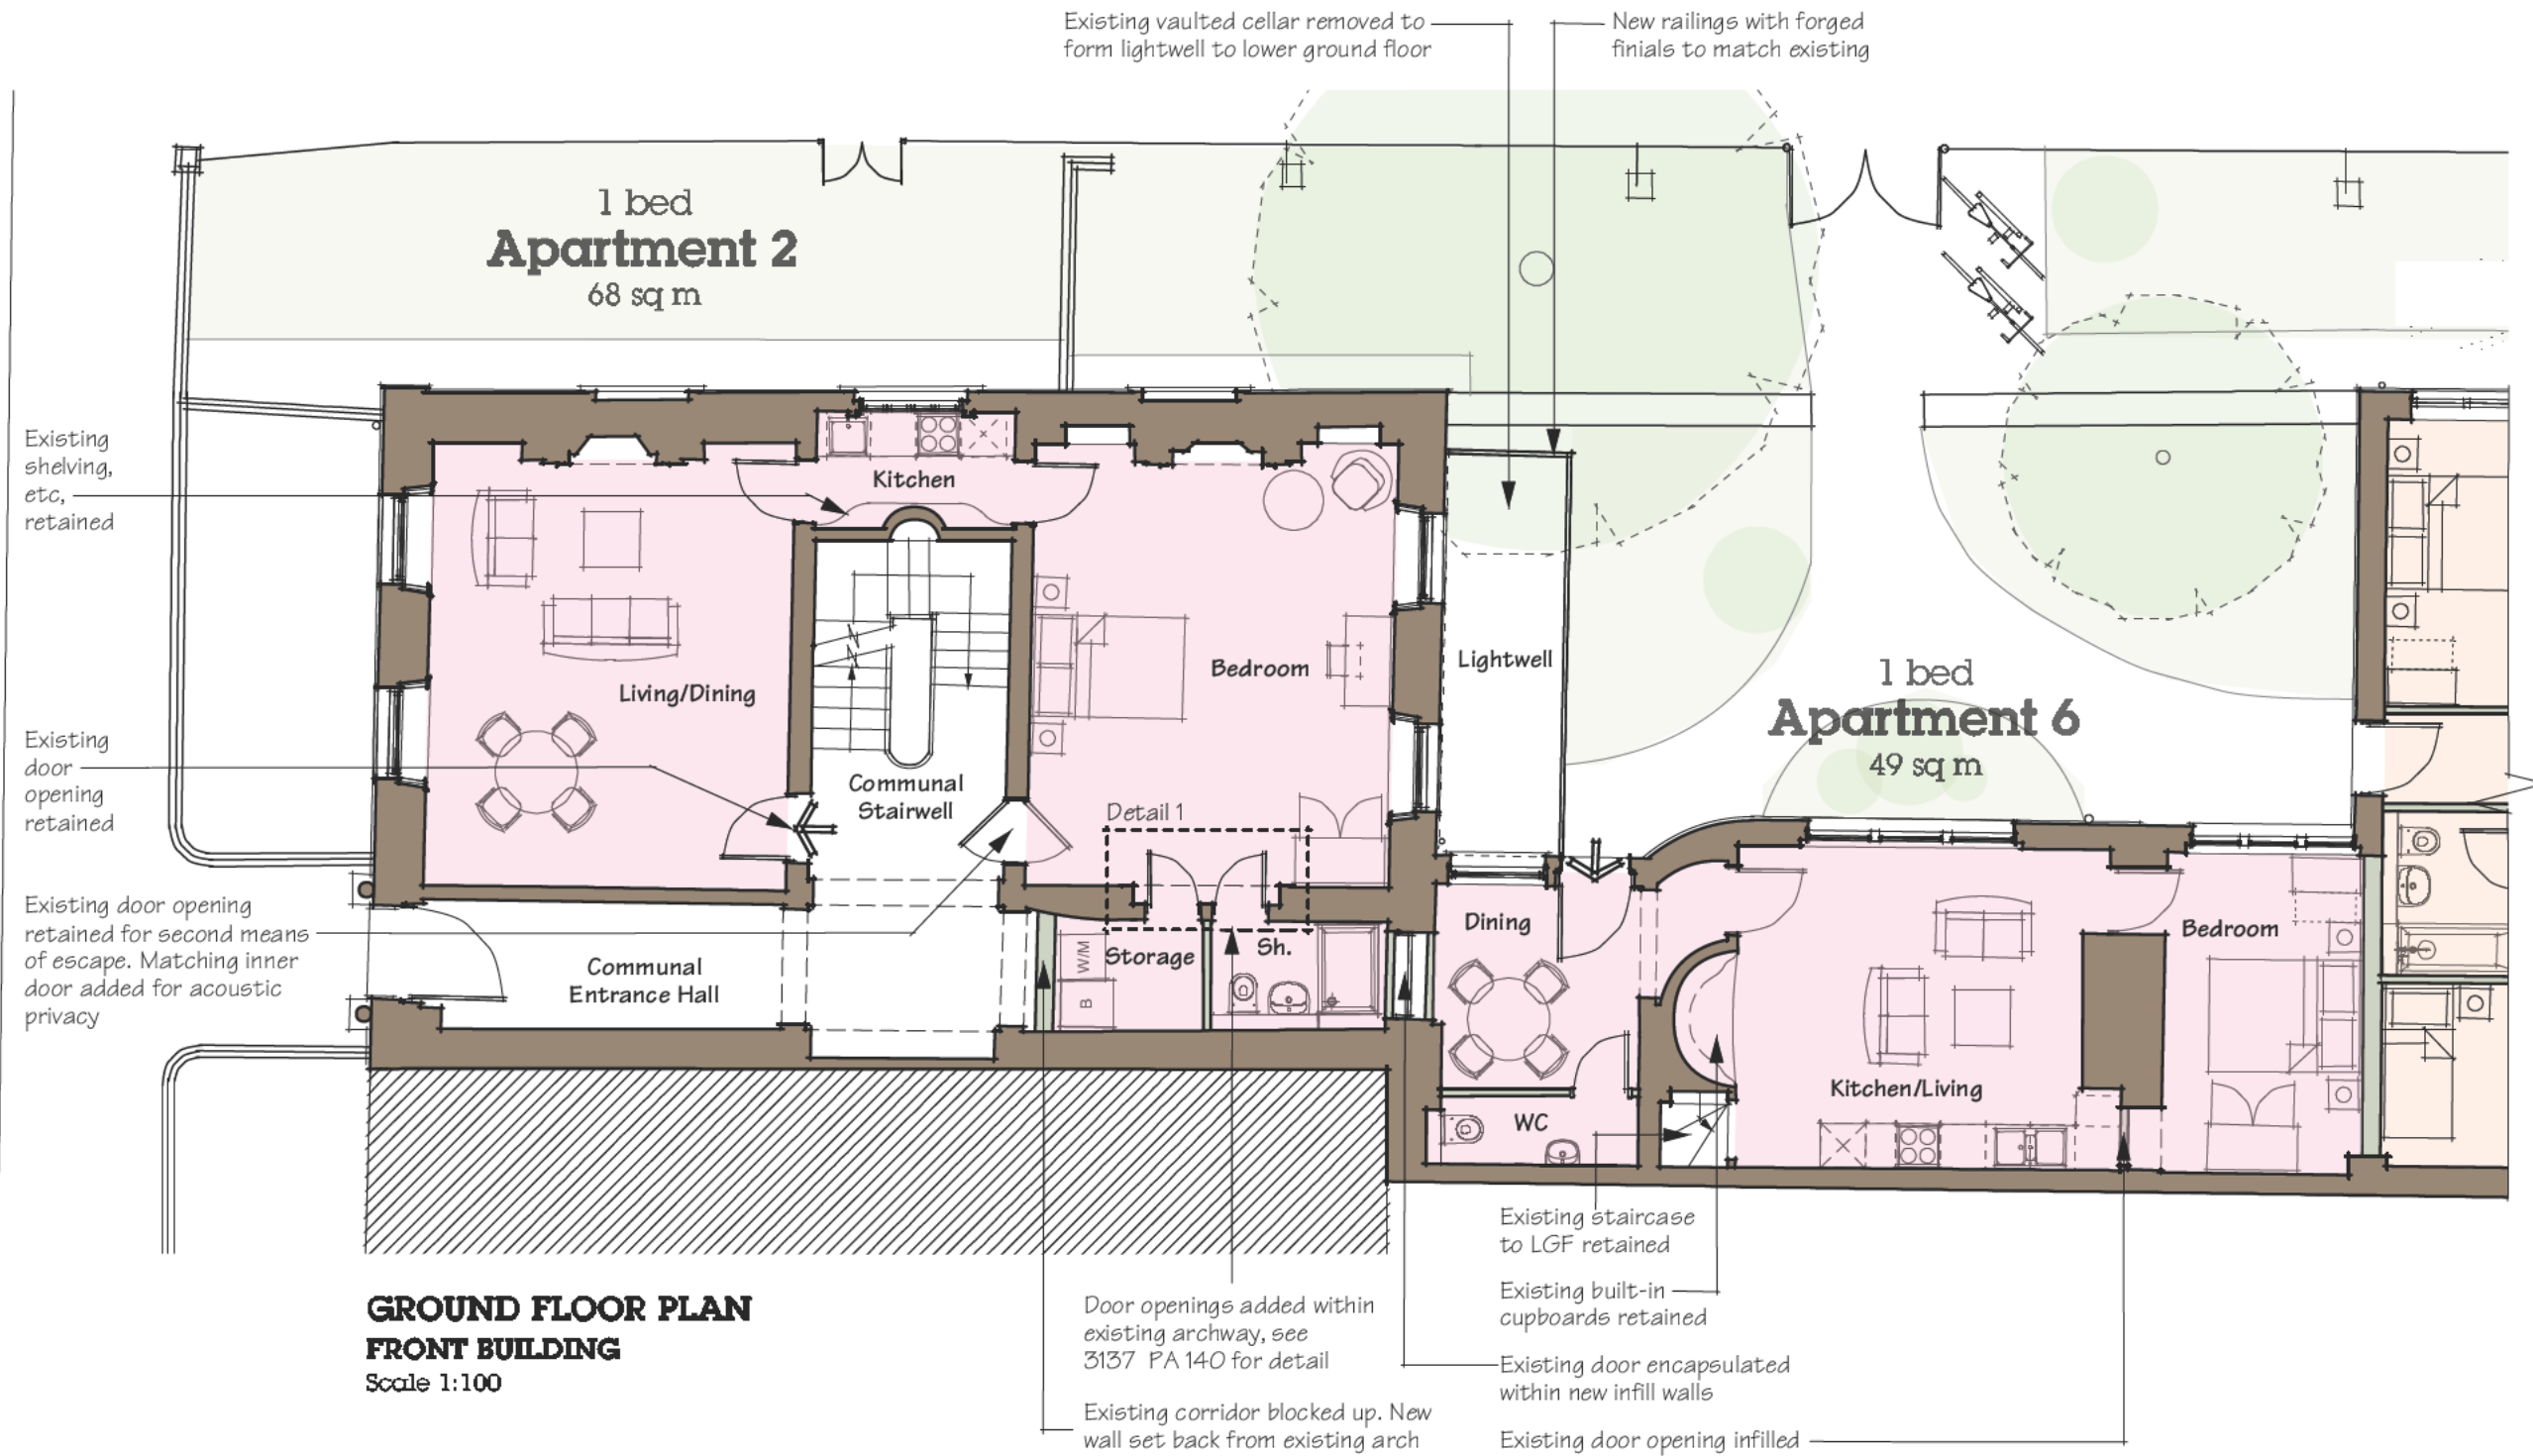 Existing vaulted cellar removed to
form lightwell to lower ground floor
New railings with forged
finials to match existing
1 bed
Apartment 2
68 sq m
Existing
shelving,
etc,
retained
Kitchen
Living/Dining
Bedroom
Lightwell
1 bed
Apartment 6
49 sq m
Existing
door
opening
retained
Communal
Stairwell
Detail 1
Existing door opening
retained for second means
of escape. Matching inner
door added for acoustic
privacy
Communal
Entrance Hall
W/M
B
Storage
Sh.
Dining
Bedroom
Kitchen/Living
WC
GROUND FLOOR PLAN
FRONT BUILDING
Scale 1:100
Door openings added within
existing archway, see
3137 PA 140 for detail
Existing corridor blocked up. New
wall set back from existing arch
Existing staircase
to LGF retained
Existing built-in
cupboards retained
Existing door encapsulated
within new infill walls
Existing door opening infilled